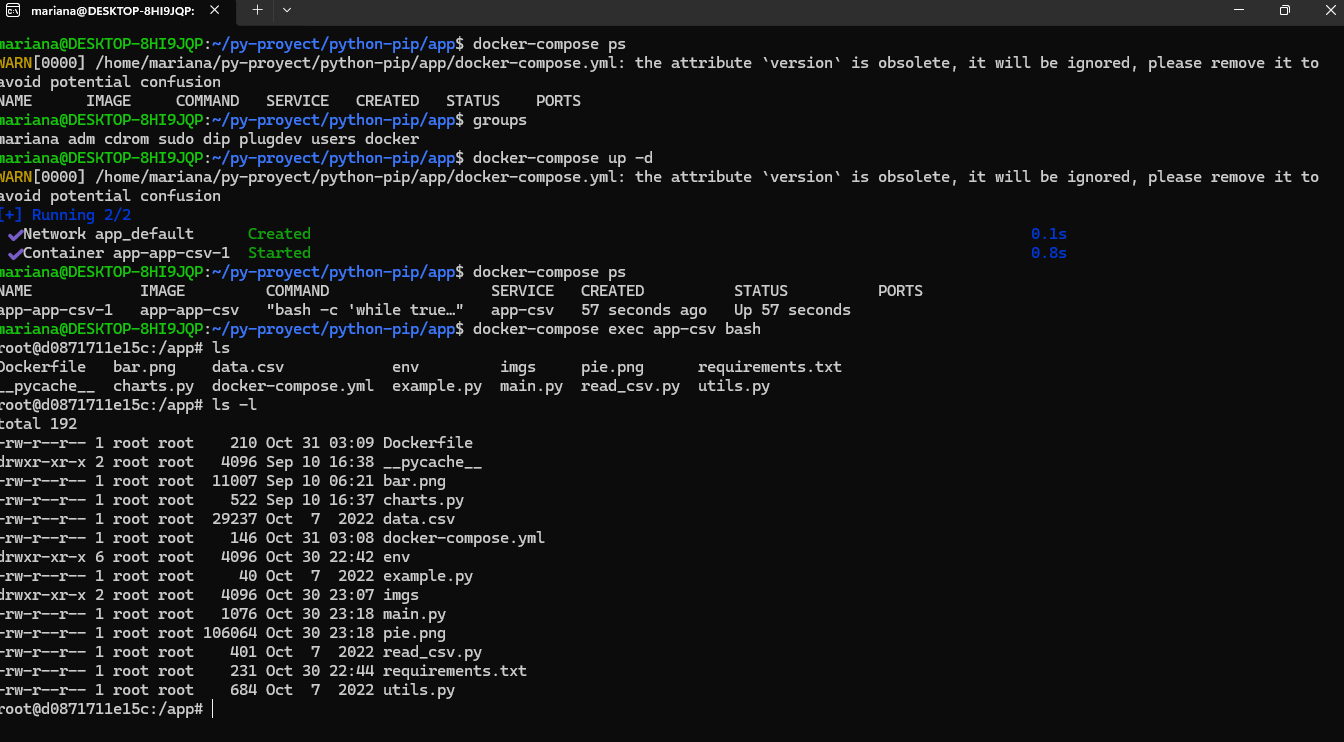 mariana@DESKTOP-8HI9JQP:
mariana@DESKTOP-8HI9JQP:~/py-proyect/python-pip/app$ docker-compose ps
WARN[0000] /home/mariana/py-proyect/python-pip/app/docker-compose.yml: the attribute `version` is obsolete, it will be ignored, please remove it to
avoid potential confusion
NAME      IMAGE     COMMAND   SERVICE   CREATED   STATUS    PORTS
mariana@DESKTOP-8HI9JQP:~/py-proyect/python-pip/app$ groups
mariana adm cdrom sudo dip plugdev users docker
mariana@DESKTOP-8HI9JQP:~/py-proyect/python-pip/app$ docker-compose up -d
WARN[0000] /home/mariana/py-proyect/python-pip/app/docker-compose.yml: the attribute `version` is obsolete, it will be ignored, please remove it to
avoid potential confusion
[+] Running 2/2
✔Network app_default      Created      0.1s
✔Container app-app-csv-1  Started      0.8s
mariana@DESKTOP-8HI9JQP:~/py-proyect/python-pip/app$ docker-compose ps
NAME            IMAGE         COMMAND                  SERVICE   CREATED          STATUS          PORTS
app-app-csv-1   app-app-csv   "bash -c 'while true…"   app-csv   57 seconds ago   Up 57 seconds
mariana@DESKTOP-8HI9JQP:~/py-proyect/python-pip/app$ docker-compose exec app-csv bash
root@d0871711e15c:/app# ls
Dockerfile   bar.png    data.csv            env         imgs     pie.png      requirements.txt
__pycache__  charts.py  docker-compose.yml  example.py  main.py  read_csv.py  utils.py
root@d0871711e15c:/app# ls -l
total 192
-rw-r--r-- 1 root root    210 Oct 31 03:09 Dockerfile
drwxr-xr-x 2 root root   4096 Sep 10 16:38 __pycache__
-rw-r--r-- 1 root root  11007 Sep 10 06:21 bar.png
-rw-r--r-- 1 root root    522 Sep 10 16:37 charts.py
-rw-r--r-- 1 root root  29237 Oct  7  2022 data.csv
-rw-r--r-- 1 root root    146 Oct 31 03:08 docker-compose.yml
drwxr-xr-x 6 root root   4096 Oct 30 22:42 env
-rw-r--r-- 1 root root     40 Oct  7  2022 example.py
drwxr-xr-x 2 root root   4096 Oct 30 23:07 imgs
-rw-r--r-- 1 root root   1076 Oct 30 23:18 main.py
-rw-r--r-- 1 root root 106064 Oct 30 23:18 pie.png
-rw-r--r-- 1 root root    401 Oct  7  2022 read_csv.py
-rw-r--r-- 1 root root    231 Oct 30 22:44 requirements.txt
-rw-r--r-- 1 root root    684 Oct  7  2022 utils.py
root@d0871711e15c:/app#